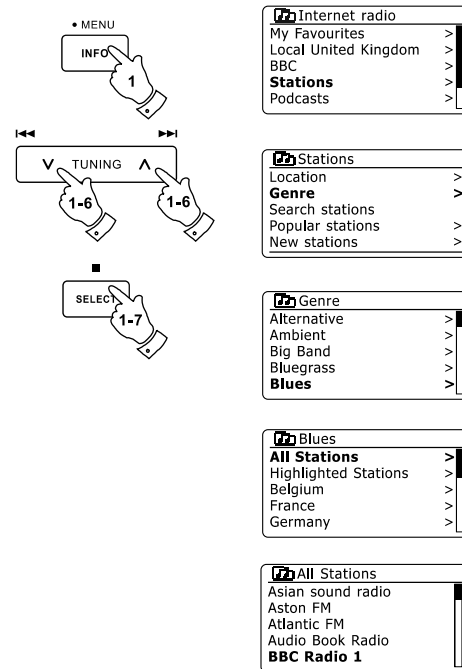 • MENU
INFO
1
TUNING
1-6
1-6
SELECT
1-7
Internet radio
My Favourites >
Local United Kingdom >
BBC >
Stations >
Podcasts >
Stations
Location >
Genre >
Search stations
Popular stations >
New stations >
Genre
Alternative >
Ambient >
Big Band >
Bluegrass >
Blues >
Blues
All Stations >
Highlighted Stations >
Belgium >
France >
Germany >
All Stations
Asian sound radio
Aston FM
Atlantic FM
Audio Book Radio
BBC Radio 1